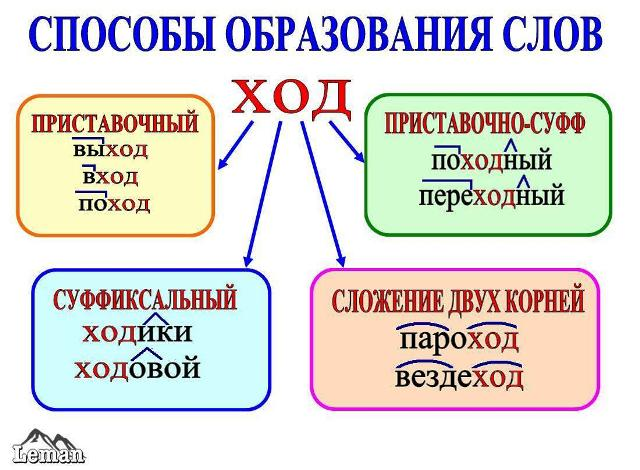 СПОСОБЫ ОБРАЗОВАНИЯ СЛОВ
ХОД
ПРИСТАВОЧНЫЙ
выход
вход
поход
ПРИСТАВОЧНО-СУФФ
походный
переходный
СУФФИКСАЛЬНЫЙ
ходики
ходовой
СЛОЖЕНИЕ ДВУХ КОРНЕЙ
пароход
вездеход
Leman